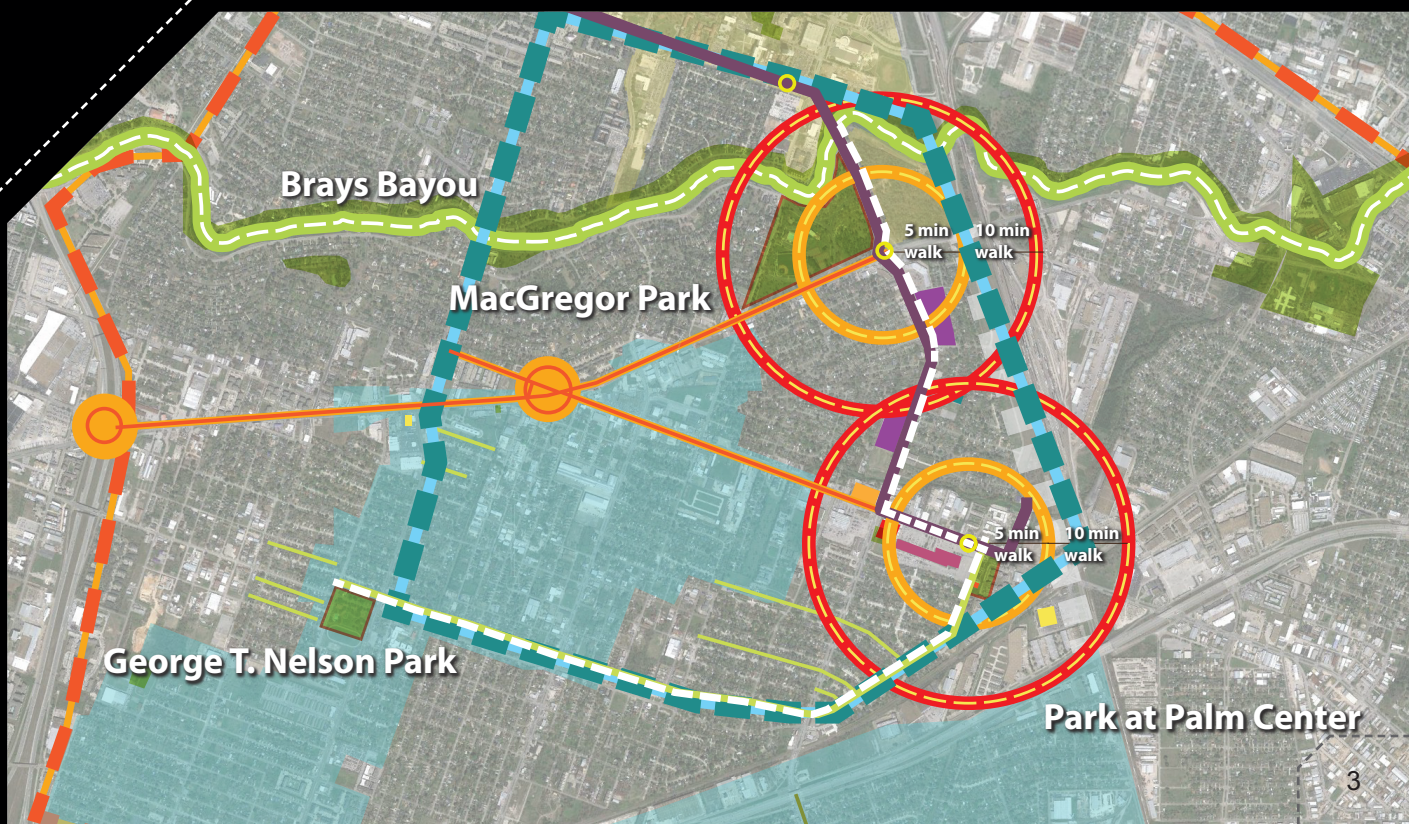 Brays Bayou
5 min
walk
10 min
walk
MacGregor Park
5 min
walk
10 min
walk
George T. Nelson Park
Park at Palm Center
3